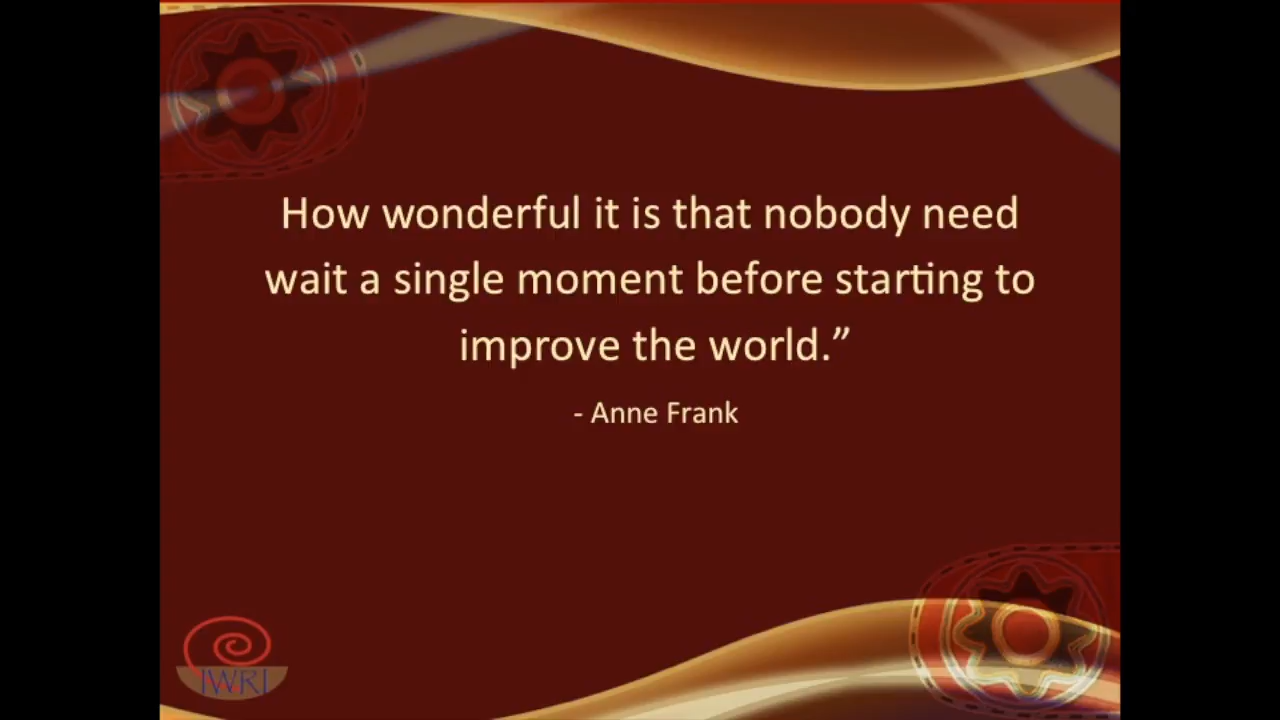 How wonderful it is that nobody need
wait a single moment before starting to
improve the world.”
- Anne Frank
IWRI